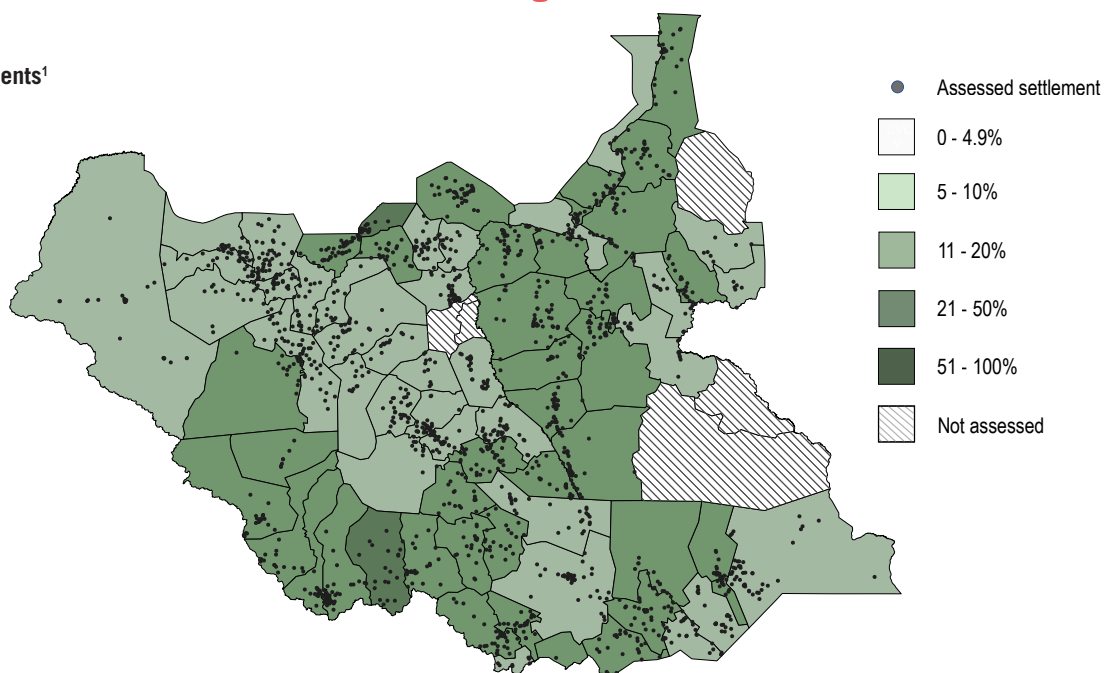 ents¹
Assessed settlement
0 - 4.9%
5 - 10%
11 - 20%
21 - 50%
51 - 100%
Not assessed